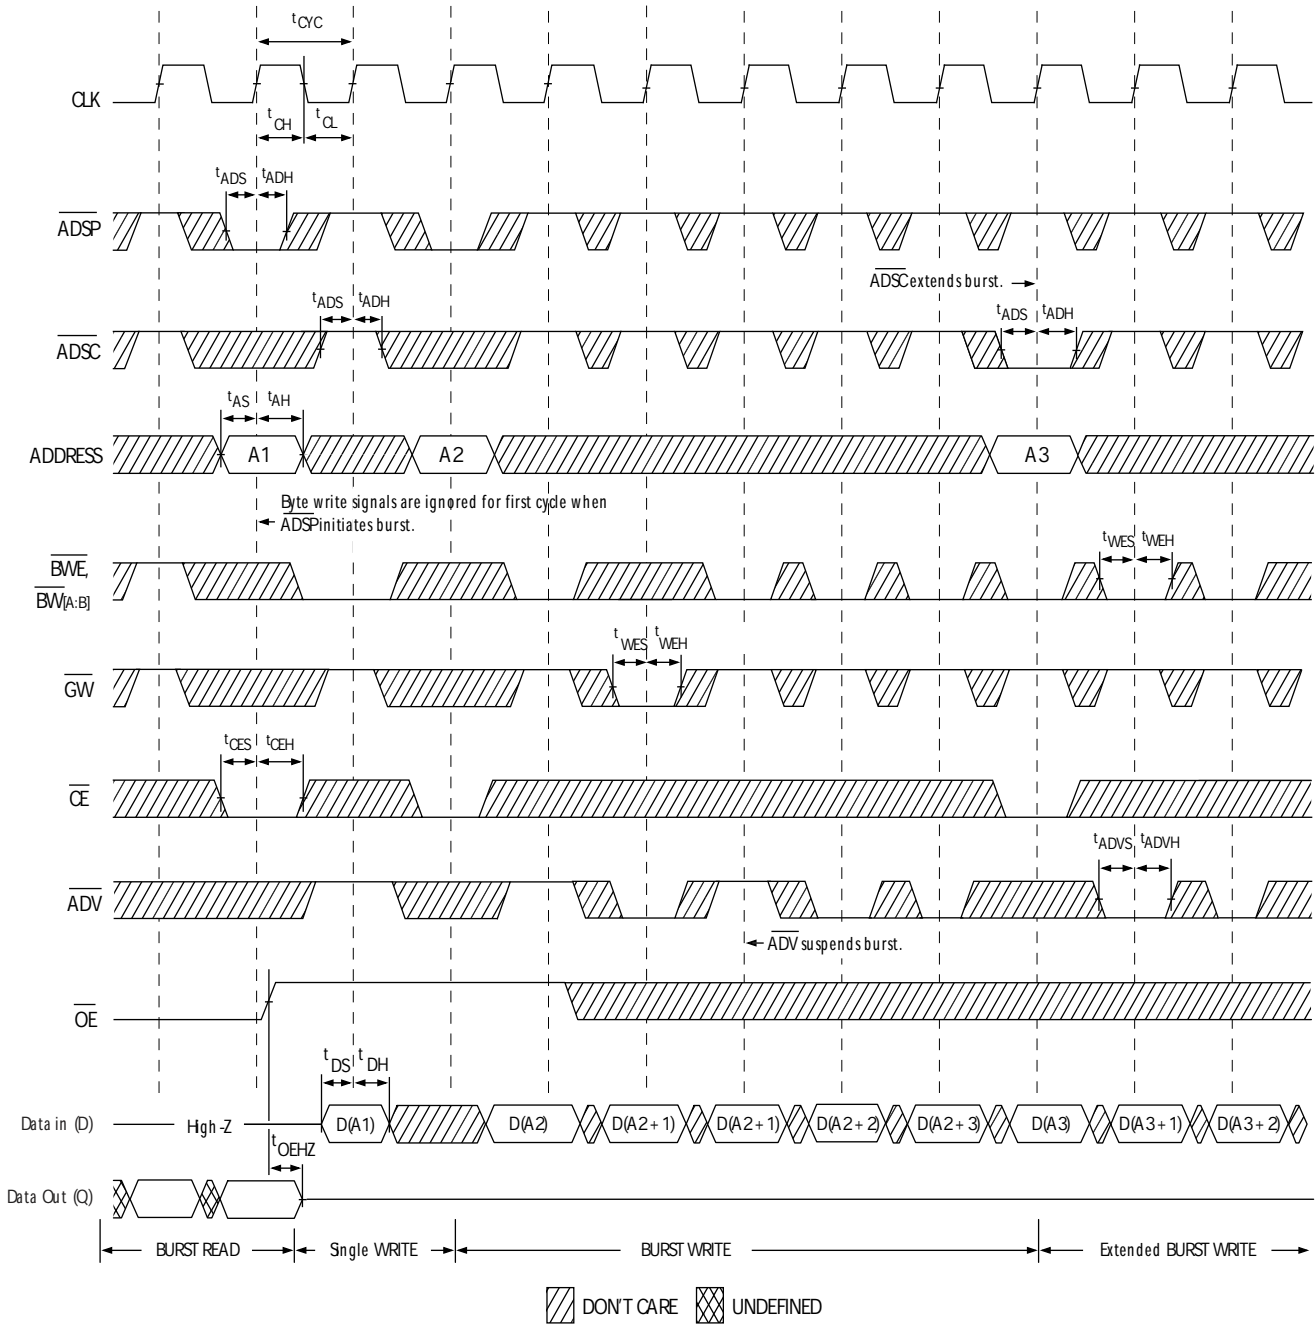 tCYC
CLK
tCH
tCL
tADS
tADH
ADSP
ADSC extends burst.
tADS
tADH
tADS
tADH
ADSC
tAS
tAH
ADDRESS
A1
A2
A3
Byte write signals are ignored for first cycle when
ADSP initiates burst.
tWES
tWEH
BWE,
BW[A:B]
tWES
tWEH
GW
tCES
tCEH
CE
tADVS
tADVH
ADV
ADV suspends burst.
OE
tDS
tDH
Data in (D)
High-Z
D(A1)
D(A2)
D(A2 + 1)
D(A2 + 1)
D(A2 + 2)
D(A2 + 3)
D(A3)
D(A3 + 1)
D(A3 + 2)
tOEHZ
Data Out (Q)
BURST READ
Single WRITE
BURST WRITE
Extended BURST WRITE
DON'T CARE
UNDEFINED